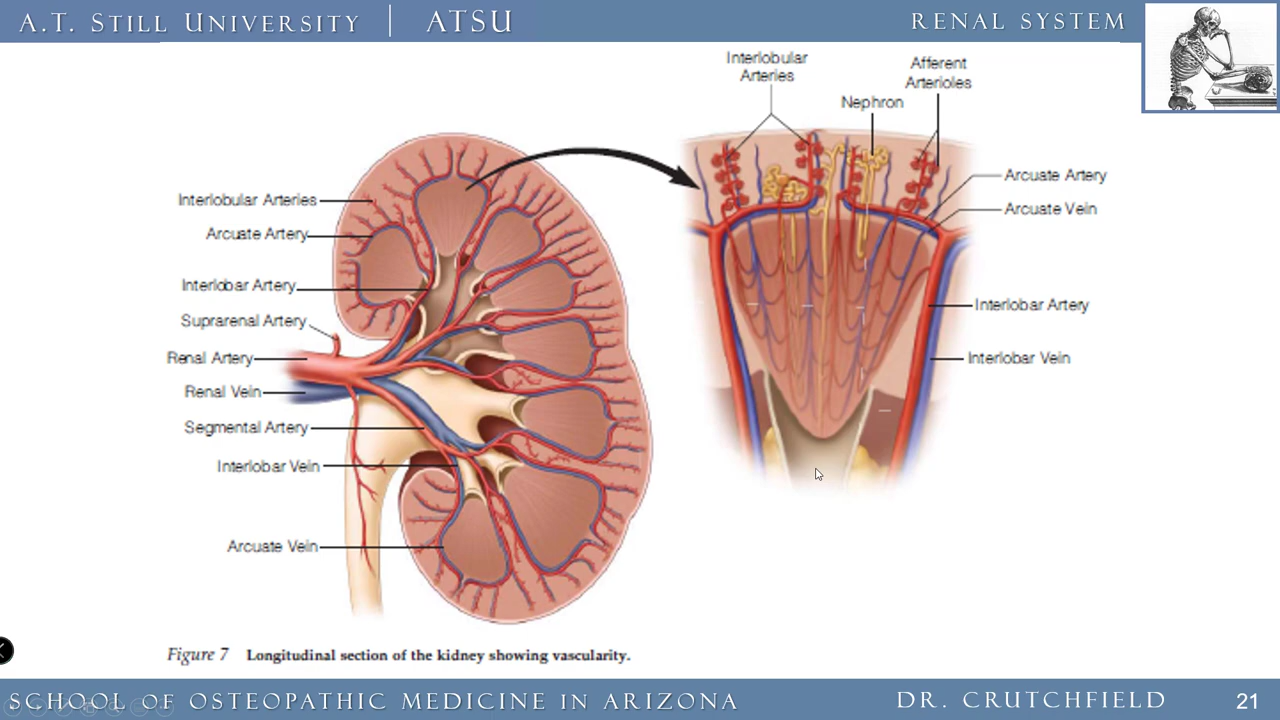 A.T. STILL UNIVERSITY | ATSU
RENAL SYSTEM
Interlobular
Arteries
Afferent
Arterioles
Nephron
Arcuate Artery
Arcuate Vein
Interlobar Artery
Interlobar Vein
Interlobular Arteries
Arcuate Artery
Interlobar Artery
Suprarenal Artery
Renal Artery
Renal Vein
Segmental Artery
Interlobar Vein
Arcuate Vein
Figure 7 Longitudinal section of the kidney showing vascularity.
SCHOOL OF OSTEOPATHIC MEDICINE IN ARIZONA
DR. CRUTCHFIELD
21